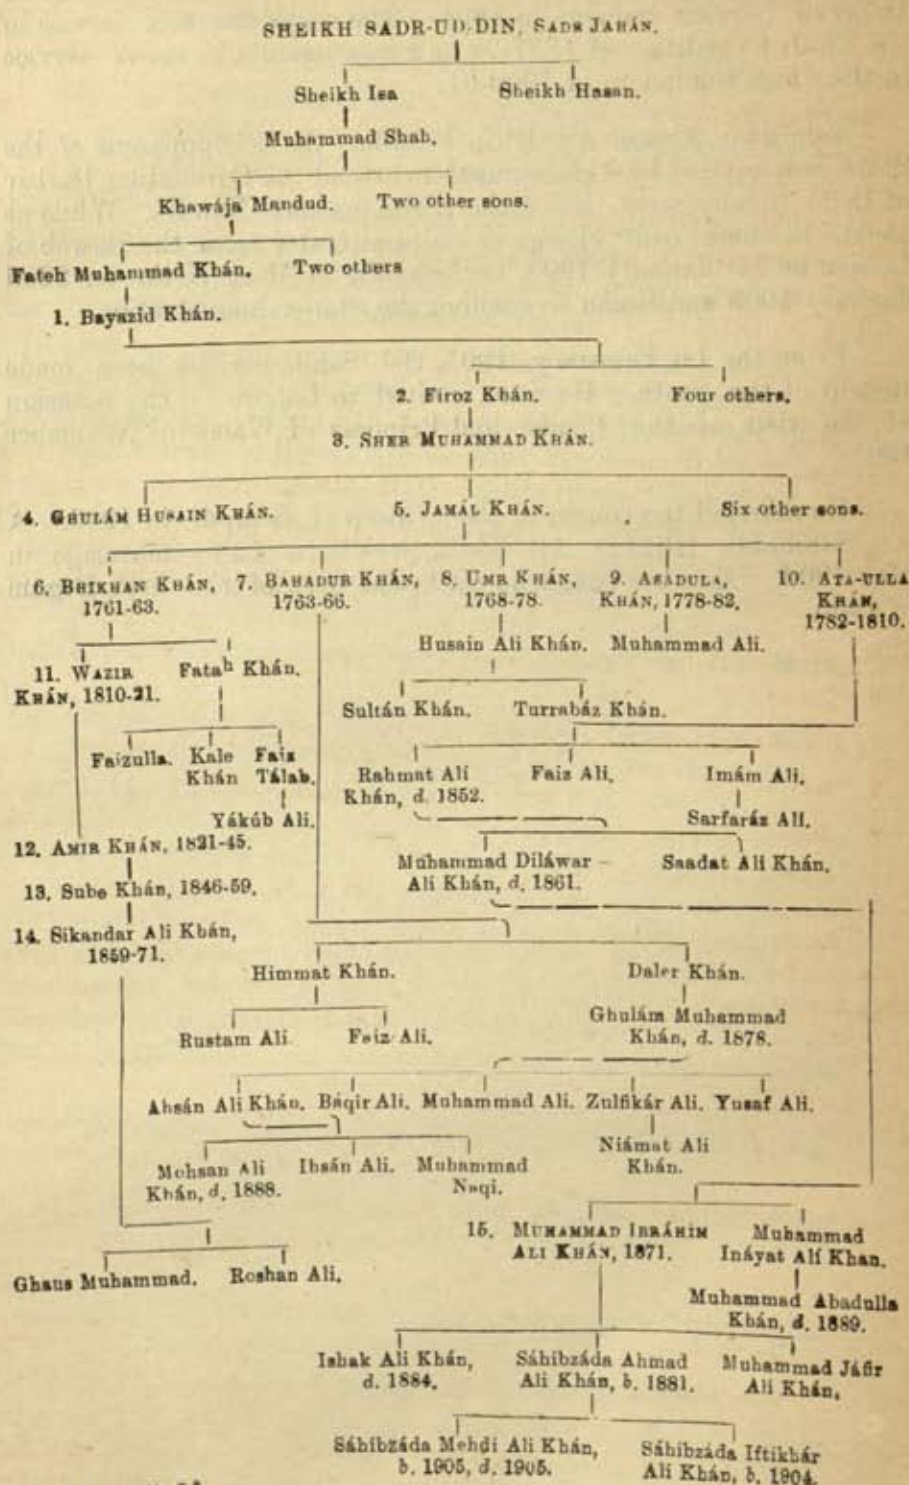 SHEIKH SADR-UD-DIN, SADR JAHÁN.
Sheikh Isa Sheikh Hasan.
Muhammad Shah.
Khawája Mandud. Two other sons.
Fateh Muhammad Khán. Two others
1. Bayazid Khán.
2. Firoz Khán. Four others.
3. SHER MUHAMMAD KHÁN.
4. GHULÁM HUSAIN KHÁN. 5. JAMÁL KHÁN. Six other sons.
6. BHIKHAN KHÁN, 7. BAHADUR KHÁN, 8. UMR KHÁN, 9. ASADULA, 10. ATA-ULLA
1761-63. 1763-66. 1768-78. KHÁN, 1778-82. KHÁN,
1782-1810.
Husain Ali Khán. Muhammad Ali.
11. WAZIR Fatah Khán.
KHÁN, 1810-21.
Sultán Khán. Turrabáz Khán.
Faizulla. Kale Faiz
Khán Tálab.
Rahmat Ali Faiz Ali. Imám Ali.
Khán, d. 1852.
Yákúb Ali. Sarfaráz Ali.
12. AMIR KHÁN, 1821-45.
Muhammad Diláwar Saadat Ali Khán.
Ali Khán, d. 1861.
13. Sube Khán, 1846-59.
14. Sikandar Ali Khán,
1859-71.
Himmat Khán. Daler Khán.
Rustam Ali Faiz Ali. Ghulám Muhammad
Khán, d. 1878.
Ahsán Ali Khán. Báqir Ali. Muhammad Ali. Zulfikár Ali. Yusaf Ali.
Mohsan Ali Ihsán Ali. Muhammad Niámat Ali
Khán, d. 1888. Naqi. Khán.
15. MUHAMMAD IBRÁHIM Muhammad
ALI KHÁN, 1871. Ináyat Alí Khan.
Ghaus Muhammad. Roshan Ali.
Muhammad Abadulla
Khán, d. 1889.
Ishak Ali Khán, Sáhibzáda Ahmad Muhammad Jáfir
d. 1884. Ali Khán, b. 1881. Ali Khán,
Sáhibzáda Mehdi Ali Khán, Sáhibzáda Iftikhár
b. 1905, d. 1905. Ali Khán, b. 1904.